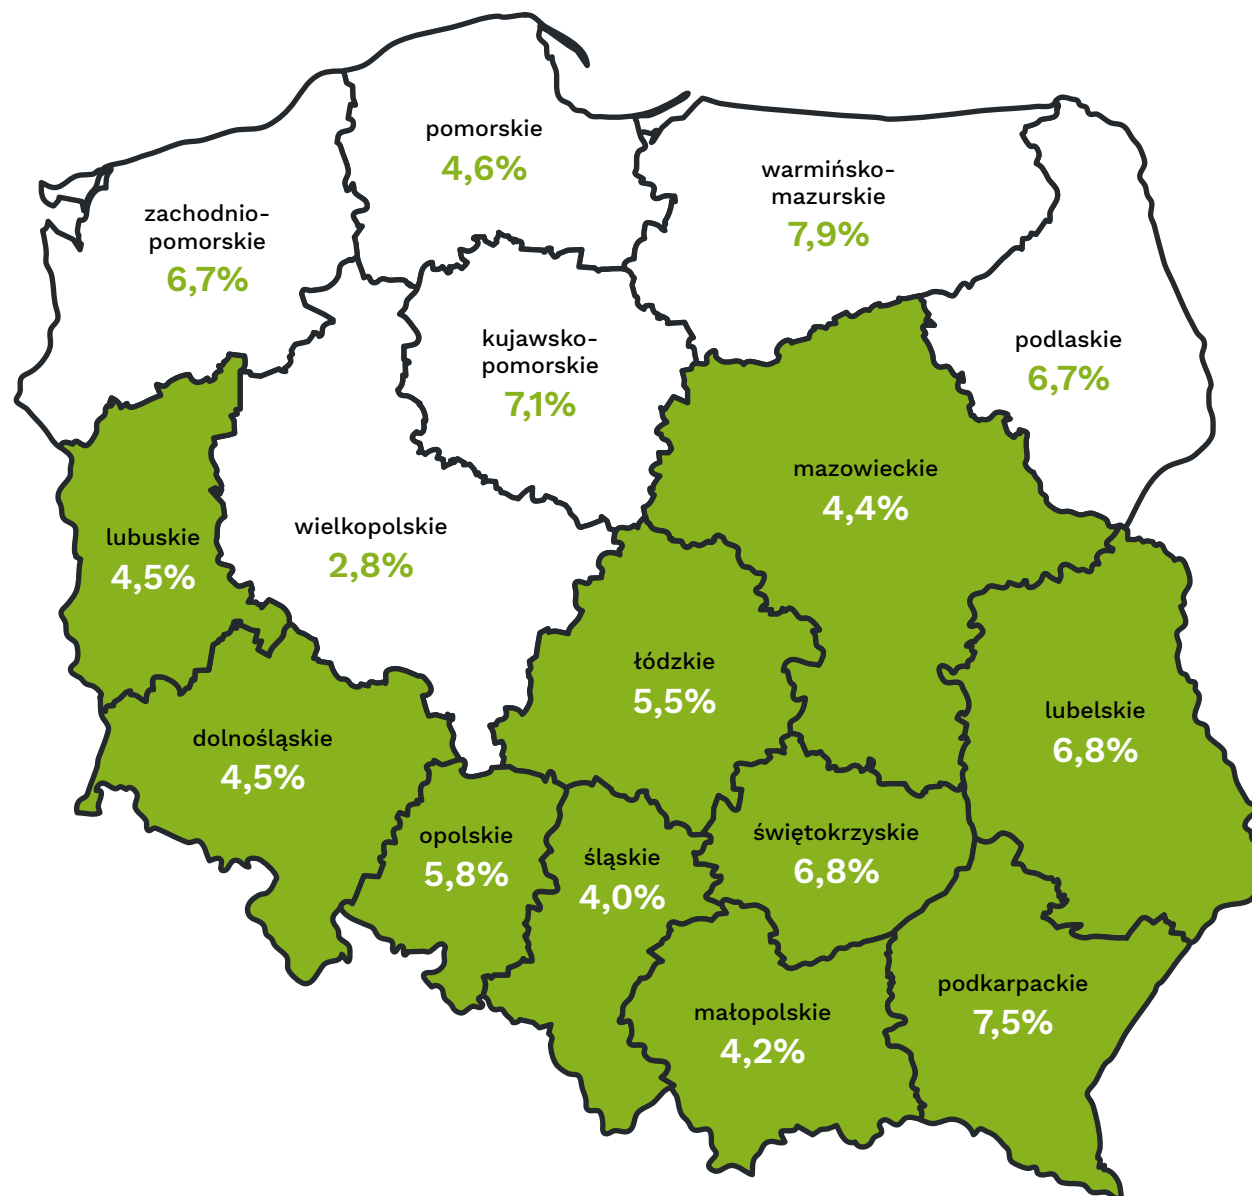 pomorskie
4,6%
warmińsko-
mazurskie
7,9%
zachodnio-
pomorskie
6,7%
kujawsko-
pomorskie
7,1%
podlaskie
6,7%
mazowieckie
4,4%
wielkopolskie
2,8%
lubuskie
4,5%
łódzkie
5,5%
lubelskie
6,8%
dolnośląskie
4,5%
opolskie
5,8%
śląskie
4,0%
świętokrzyskie
6,8%
małopolskie
4,2%
podkarpackie
7,5%